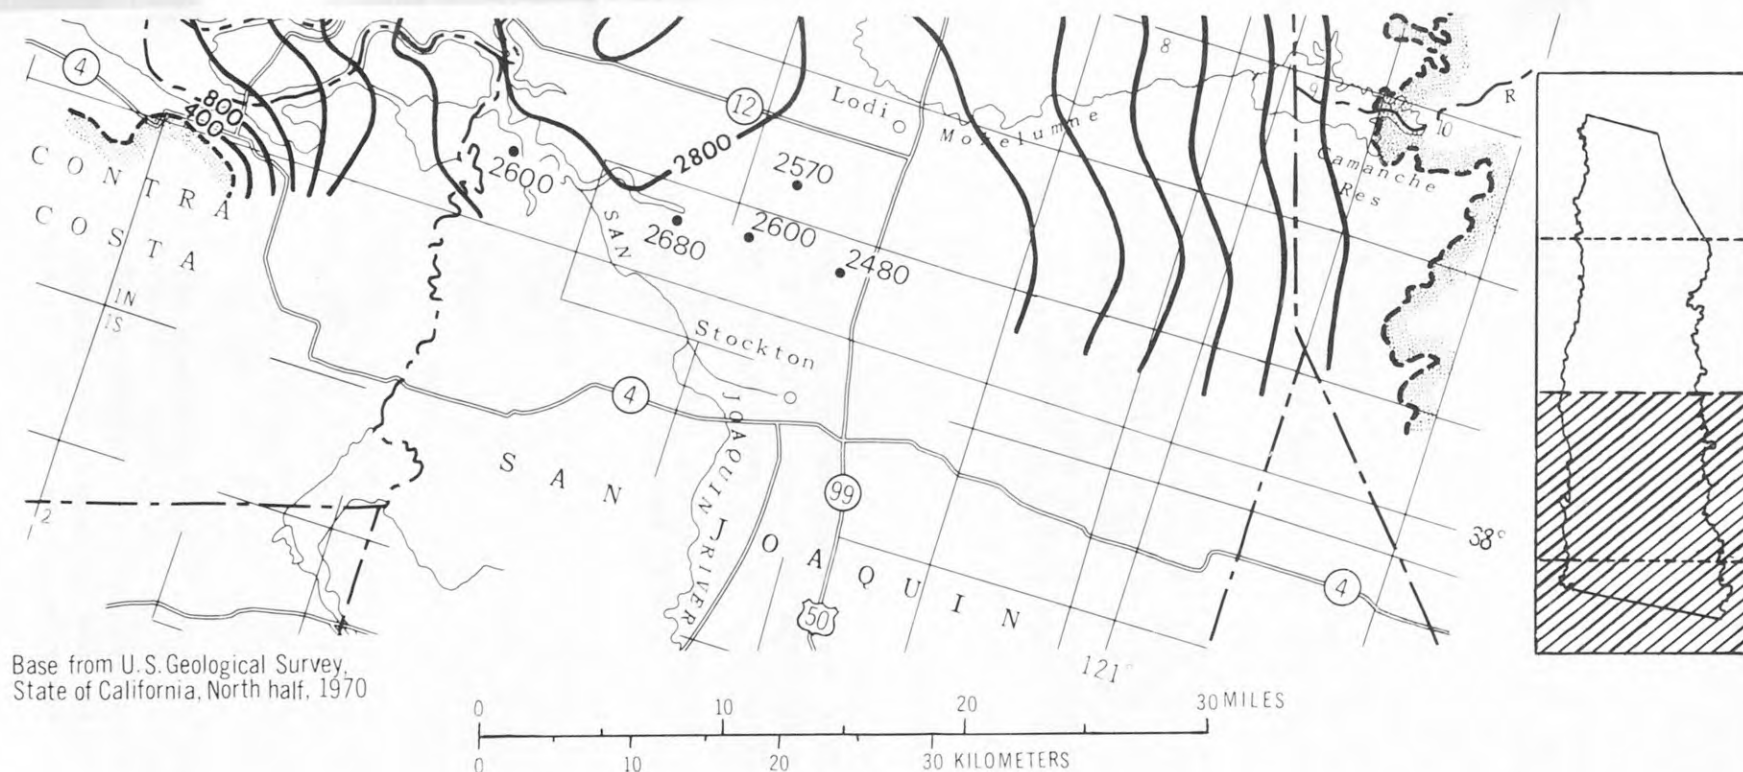 4
12
8
9
10
R
Lodi
Mokelumne
Camanche
Res
800
400
2800
2600
2570
2680
2600
2480
CONTRA
COSTA
SAN
JOAQUIN
RIVER
Stockton
1N
1S
4
2
SAN
JOAQUIN
99
50
4
38°
121°
Base from U.S. Geological Survey,
State of California, North half, 1970
0 10 20 30 MILES
0 10 20 30 KILOMETERS